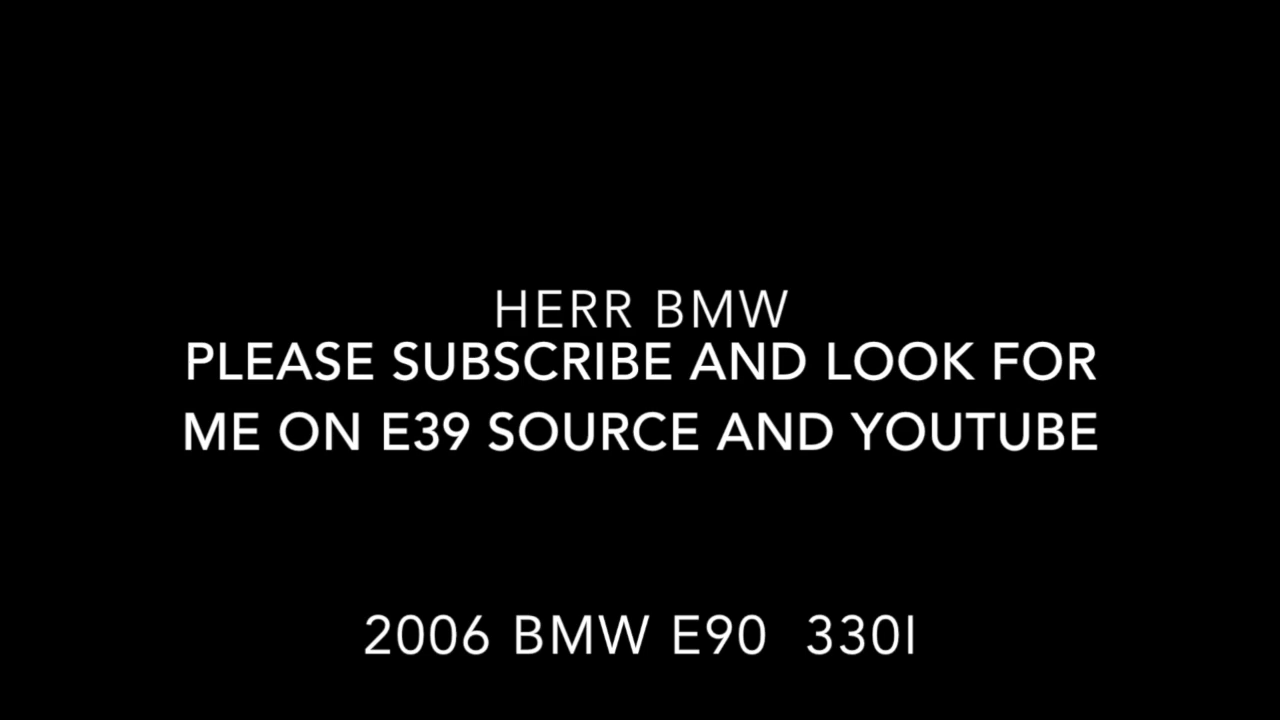 HERR BMW
PLEASE SUBSCRIBE AND LOOK FOR
ME ON E39 SOURCE AND YOUTUBE
2006 BMW E90 330I